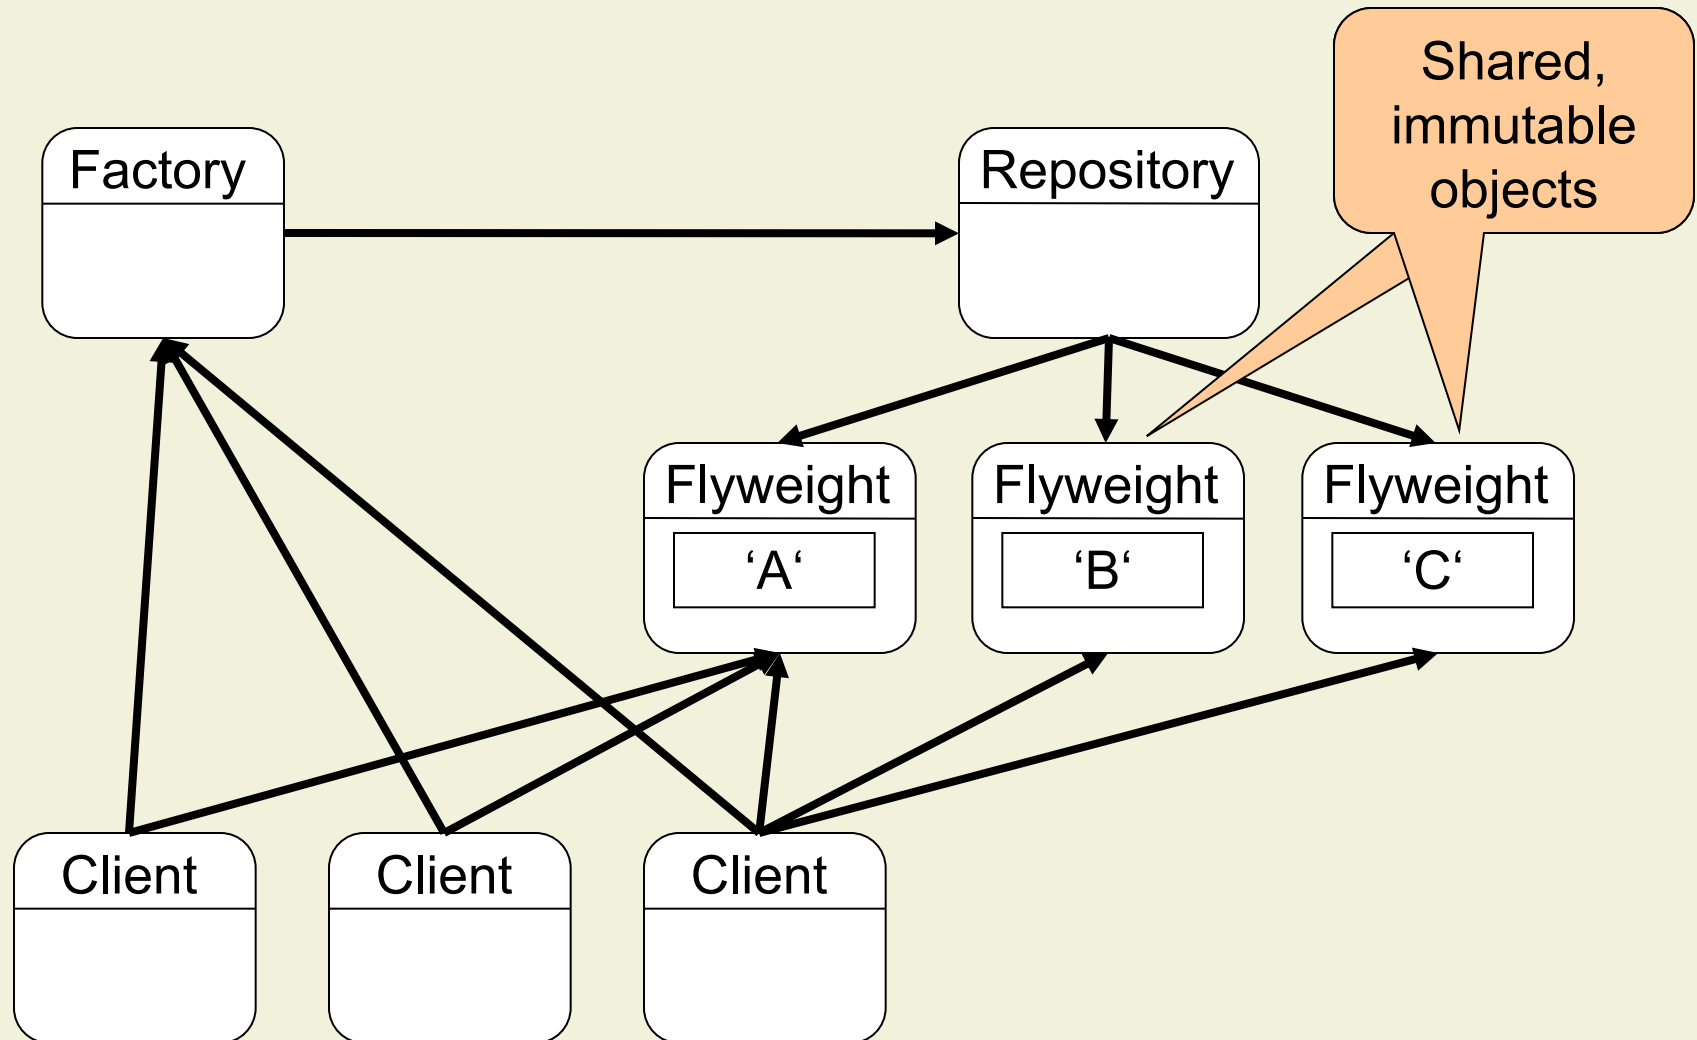 Shared,
immutable
objects
Factory
Repository
Flyweight
Flyweight
Flyweight
‘A‘
‘B‘
‘C‘
Client
Client
Client